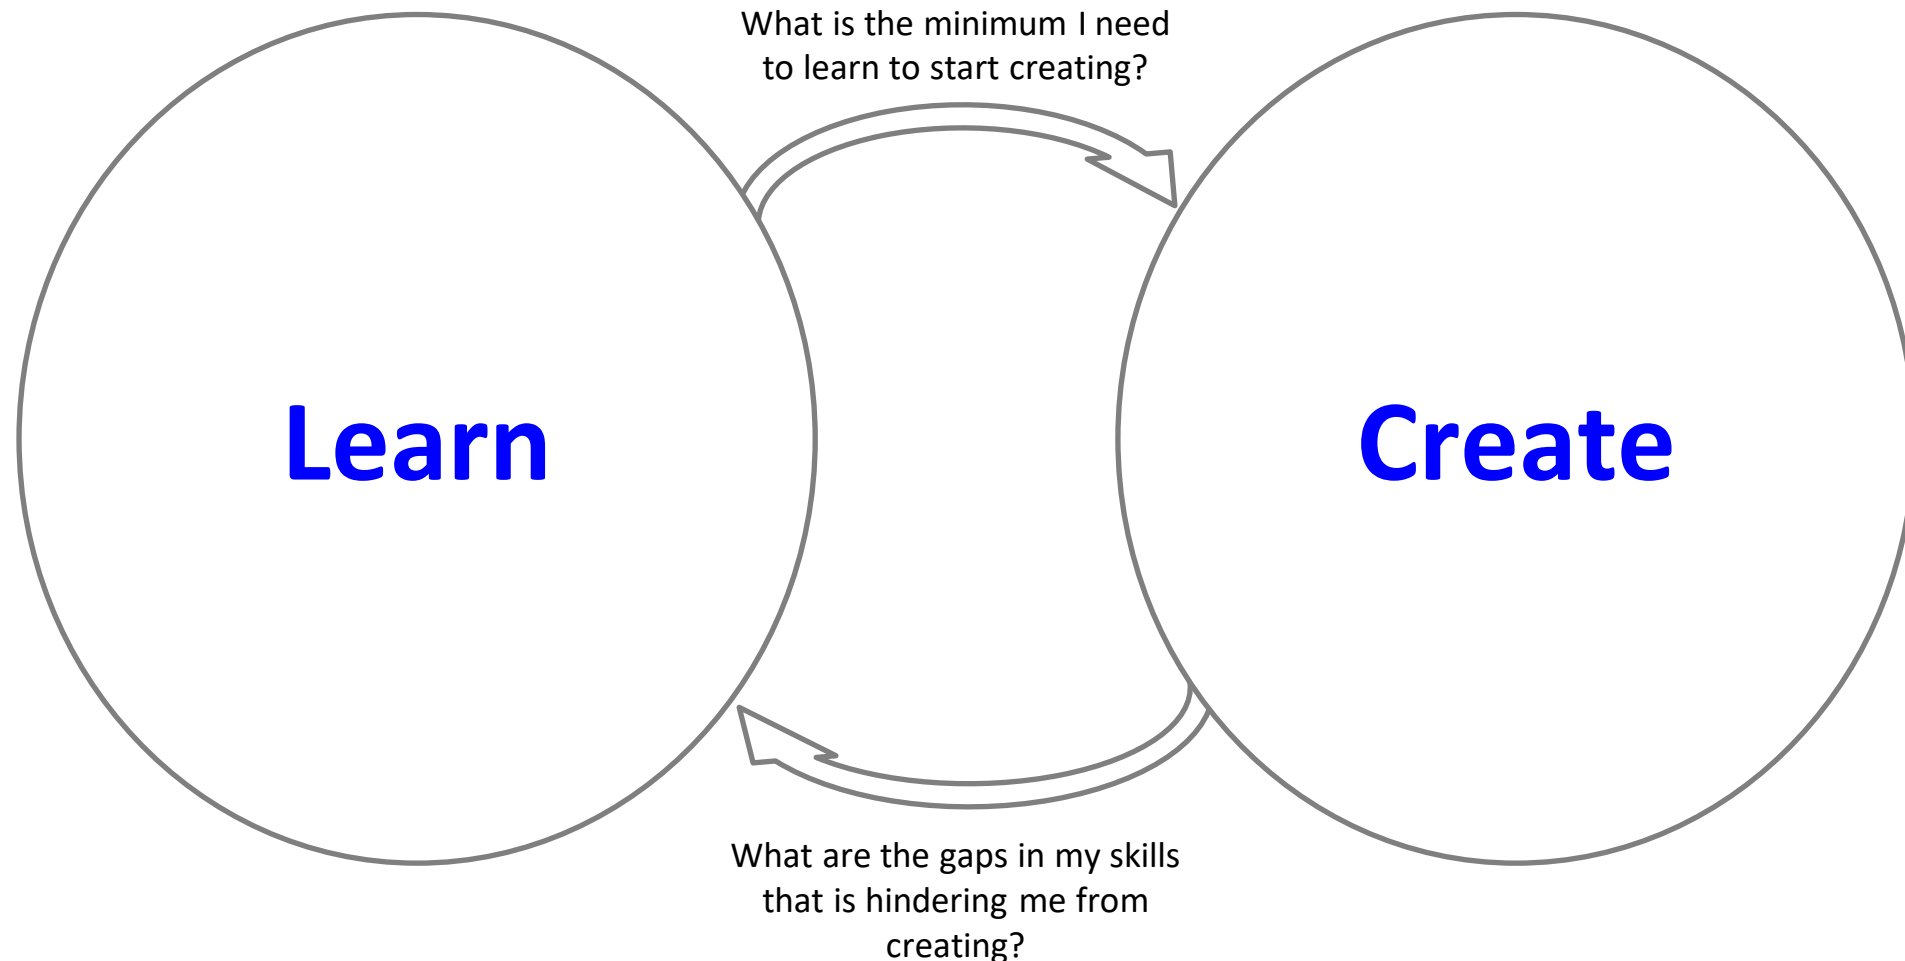 What is the minimum I need
to learn to start creating?
Learn
Create
What are the gaps in my skills
that is hindering me from
creating?